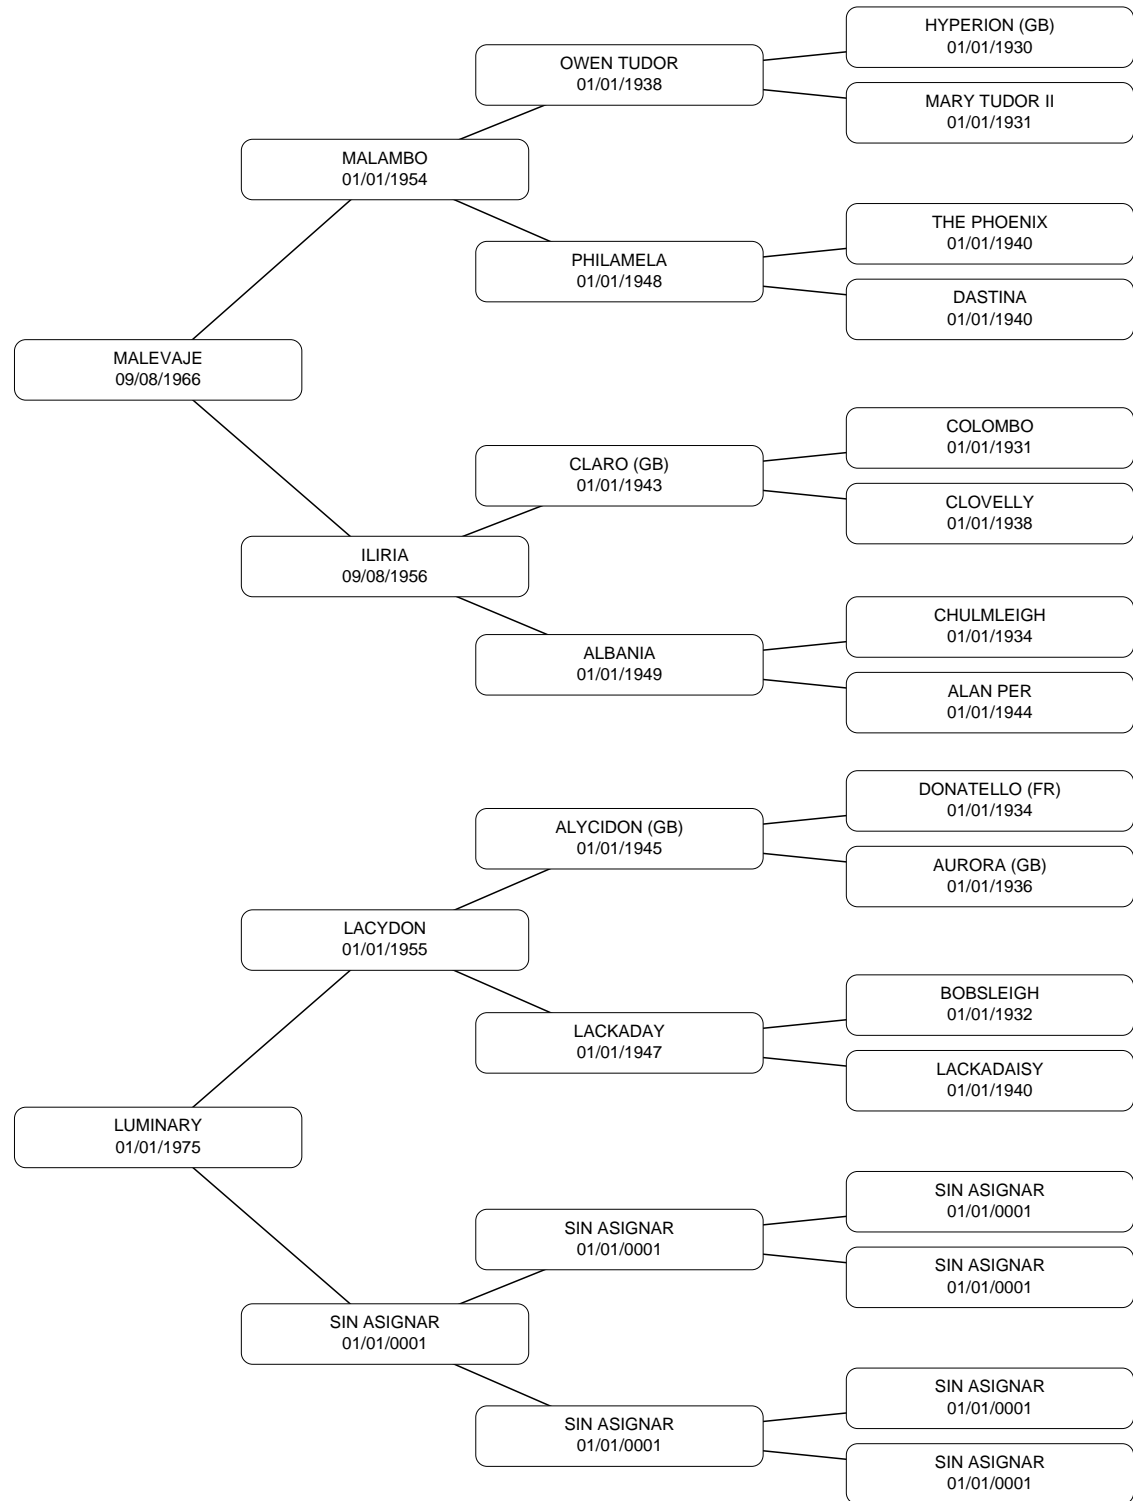 HYPERION (GB)
01/01/1930
OWEN TUDOR
01/01/1938
MARY TUDOR II
01/01/1931
MALAMBO
01/01/1954
THE PHOENIX
01/01/1940
PHILAMELA
01/01/1948
DASTINA
01/01/1940
MALEVAJE
09/08/1966
COLOMBO
01/01/1931
CLARO (GB)
01/01/1943
CLOVELLY
01/01/1938
ILIRIA
09/08/1956
CHULMLEIGH
01/01/1934
ALBANIA
01/01/1949
ALAN PER
01/01/1944
DONATELLO (FR)
01/01/1934
ALYCIDON (GB)
01/01/1945
AURORA (GB)
01/01/1936
LACYDON
01/01/1955
BOBSLEIGH
01/01/1932
LACKADAY
01/01/1947
LACKADAISY
01/01/1940
LUMINARY
01/01/1975
SIN ASIGNAR
01/01/0001
SIN ASIGNAR
01/01/0001
SIN ASIGNAR
01/01/0001
SIN ASIGNAR
01/01/0001
SIN ASIGNAR
01/01/0001
SIN ASIGNAR
01/01/0001
SIN ASIGNAR
01/01/0001